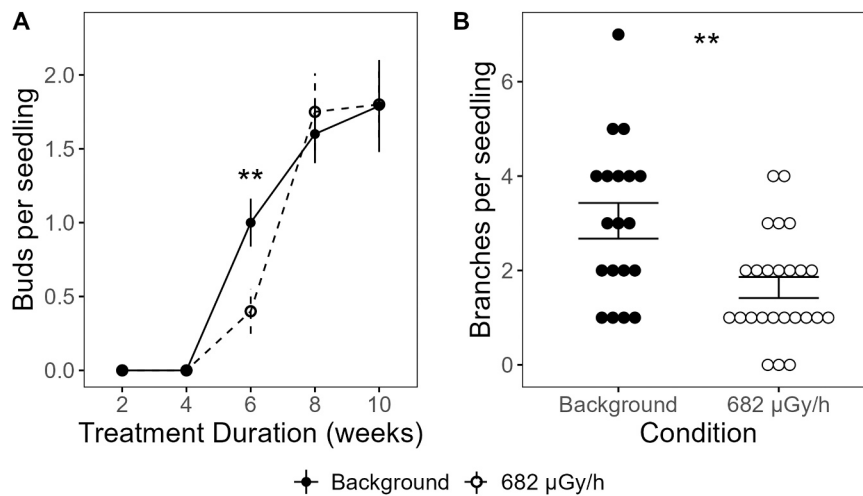 A
Buds per seedling
2.0
1.5
1.0
0.5
0.0
**
2 4 6 8 10
Treatment Duration (weeks)
B
Branches per seedling
6
4
2
0
**
Background 682 µGy/h
Condition
Background 682 µGy/h